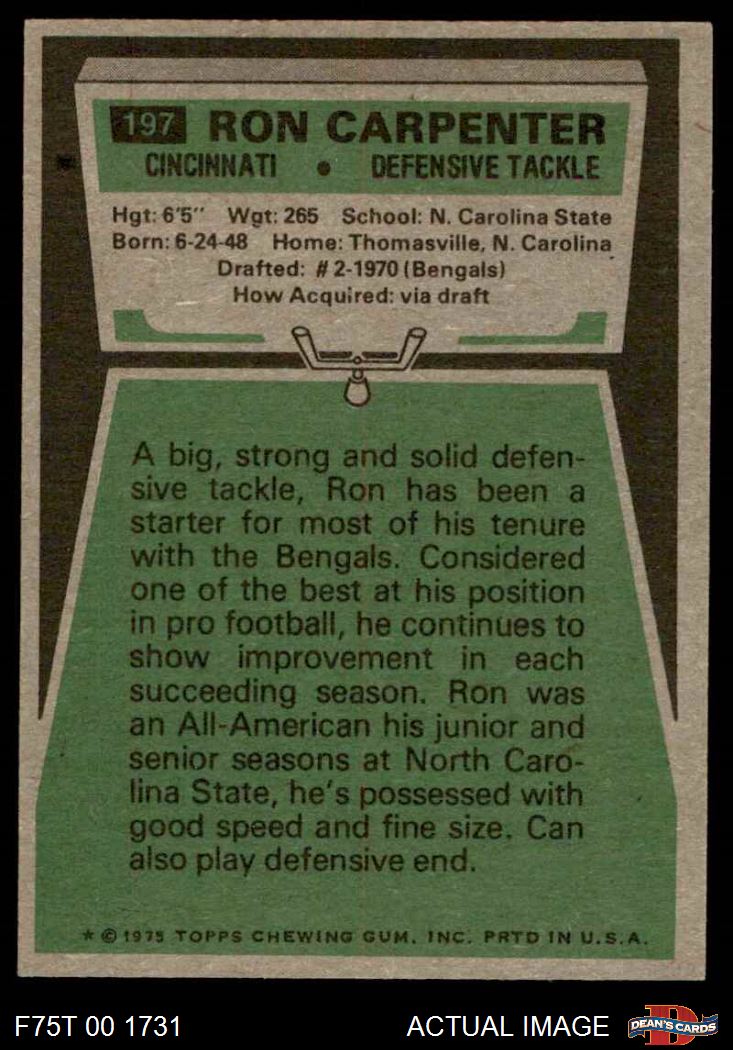 197 RON CARPENTER
CINCINNATI • DEFENSIVE TACKLE
Hgt: 6'5" Wgt: 265 School: N. Carolina State
Born: 6-24-48 Home: Thomasville, N. Carolina
Drafted: #2-1970 (Bengals)
How Acquired: via draft
A big, strong and solid defen-
sive tackle, Ron has been a
starter for most of his tenure
with the Bengals. Considered
one of the best at his position
in pro football, he continues to
show improvement in each
succeeding season. Ron was
an All-American his junior and
senior seasons at North Caro-
lina State, he's possessed with
good speed and fine size. Can
also play defensive end.
* © 1975 TOPPS CHEWING GUM, INC. PRTD IN U.S.A.
F75T 00 1731 ACTUAL IMAGE D DEAN'S CARDS